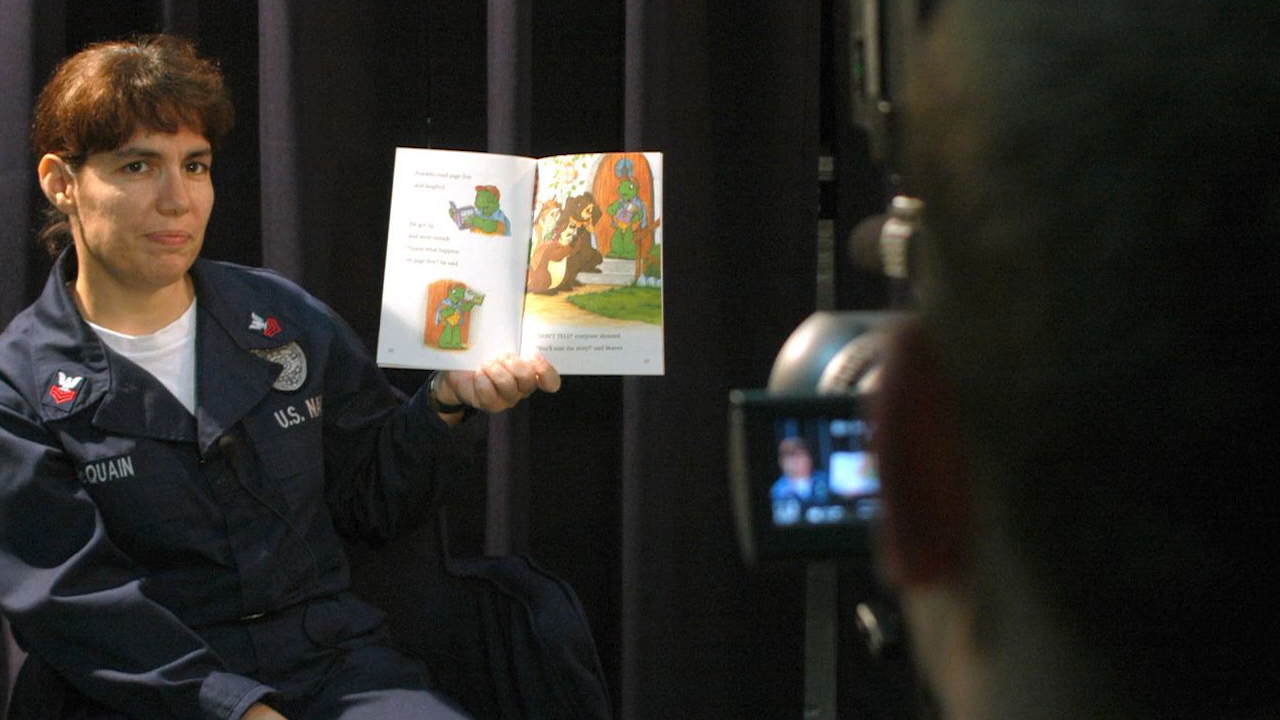 QUAIN
U.S. NA
Franklin read page five
and laughed.
He got up
and went outside.
"Guess what happens
on page five!" he said.
"DON'T TELL!" everyone shouted.
"You'll ruin the story!" said Beaver.